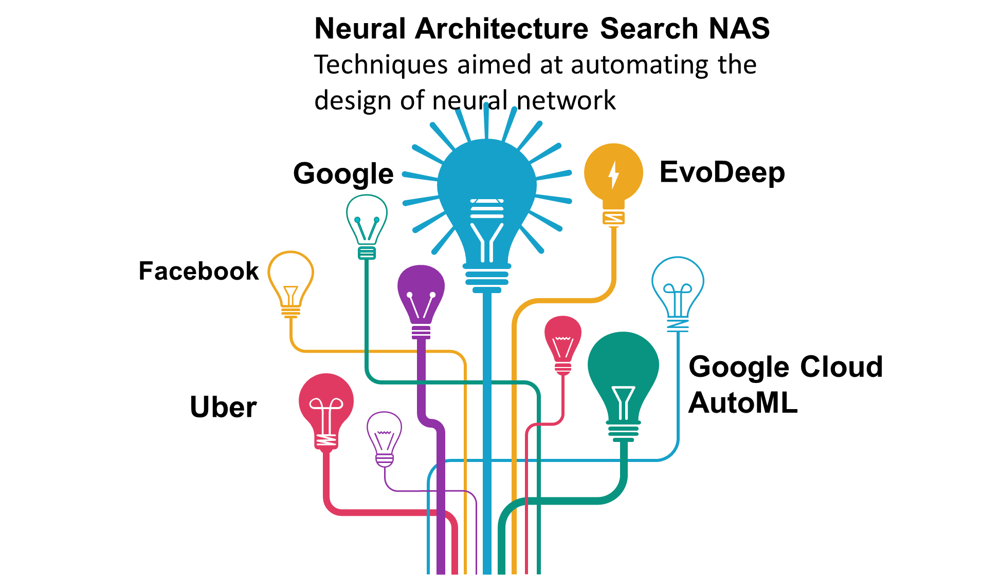 Neural Architecture Search NAS
Techniques aimed at automating the
design of neural network
Google
EvoDeep
Facebook
Google Cloud
AutoML
Uber